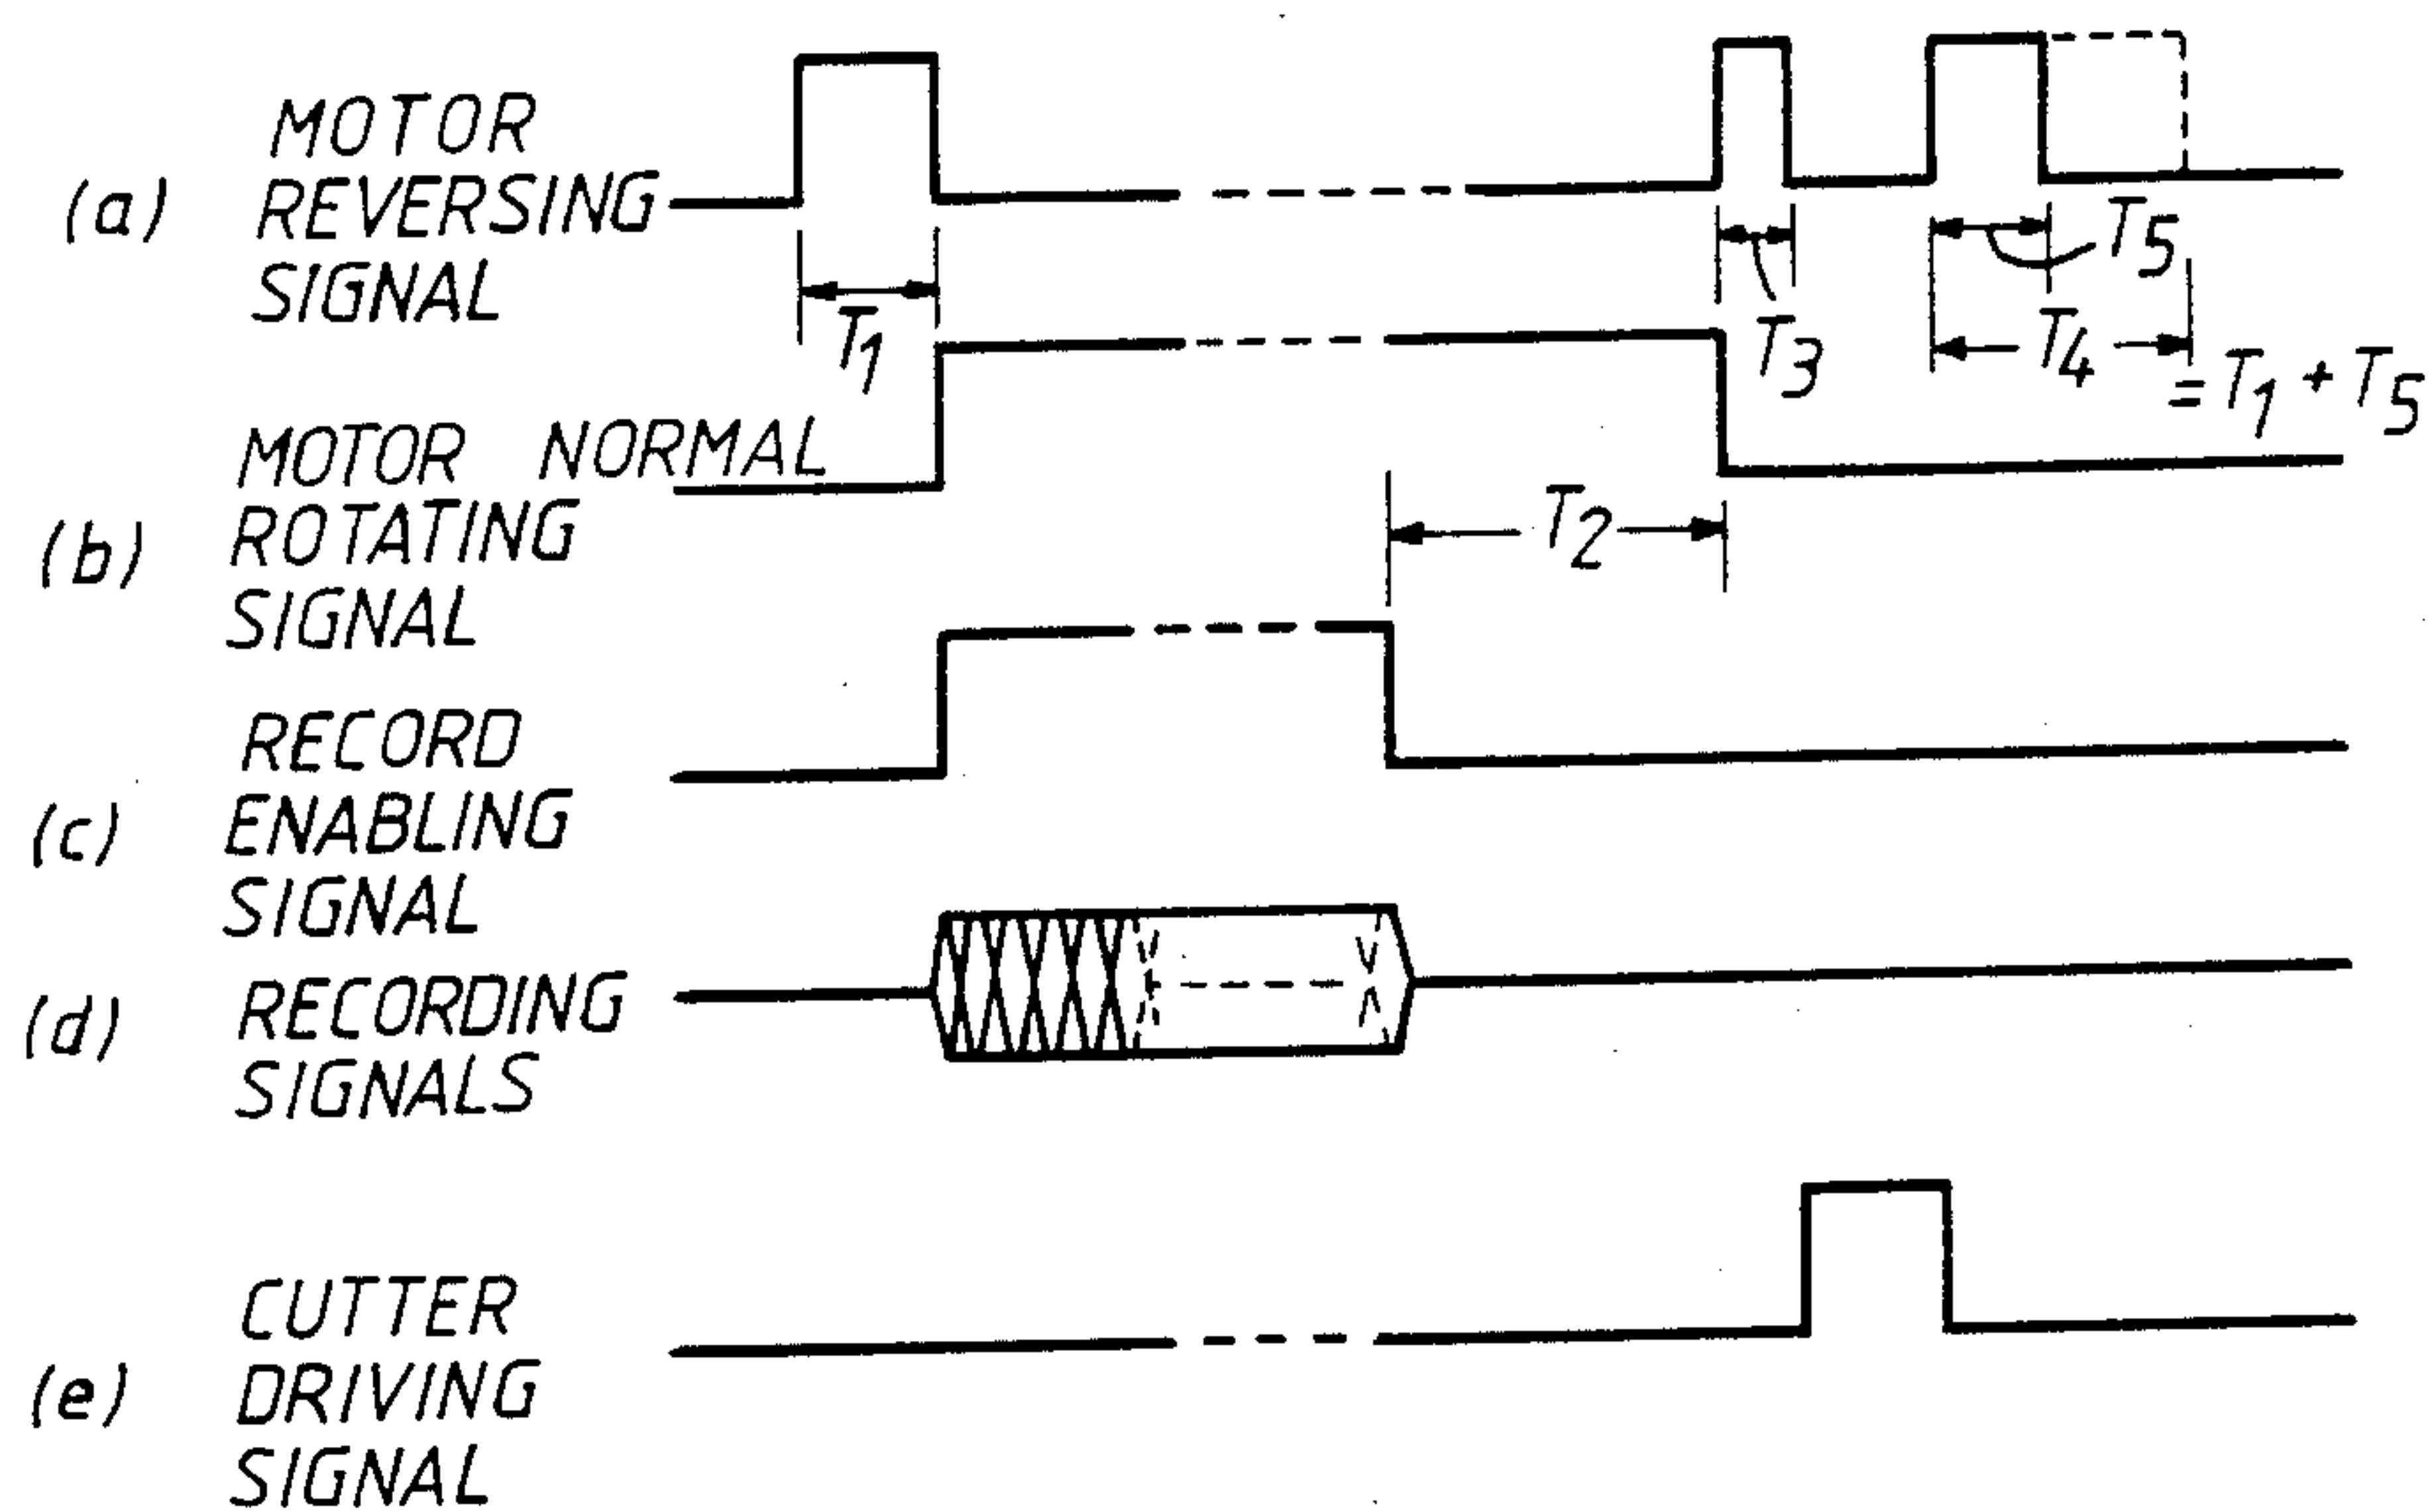 (a) MOTOR
REVERSING
SIGNAL
T1
T3
T5
T4
= T1 + T5
(b) MOTOR NORMAL
ROTATING
SIGNAL
T2
(c) RECORD
ENABLING
SIGNAL
(d) RECORDING
SIGNALS
(e) CUTTER
DRIVING
SIGNAL